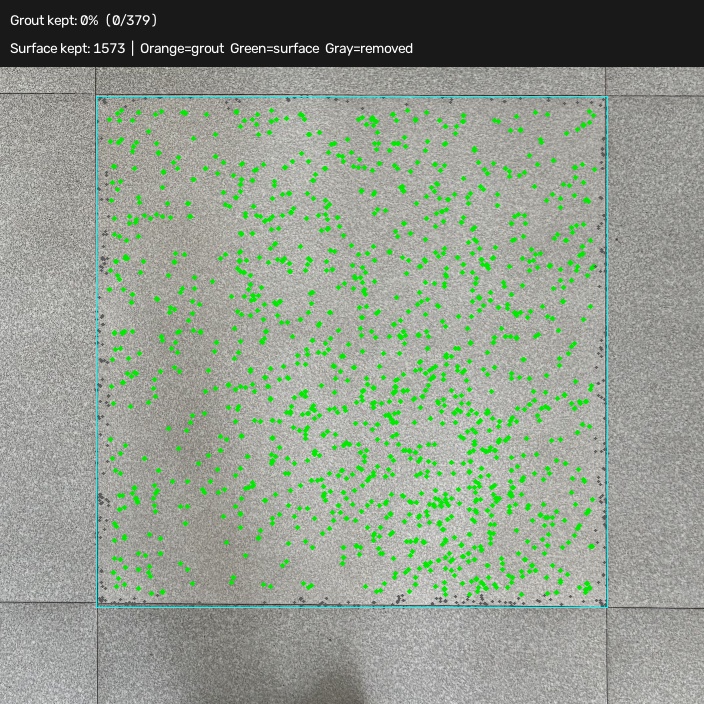 Grout kept: 0%  (0/379)
Surface kept: 1573 | Orange=grout  Green=surface  Gray=removed